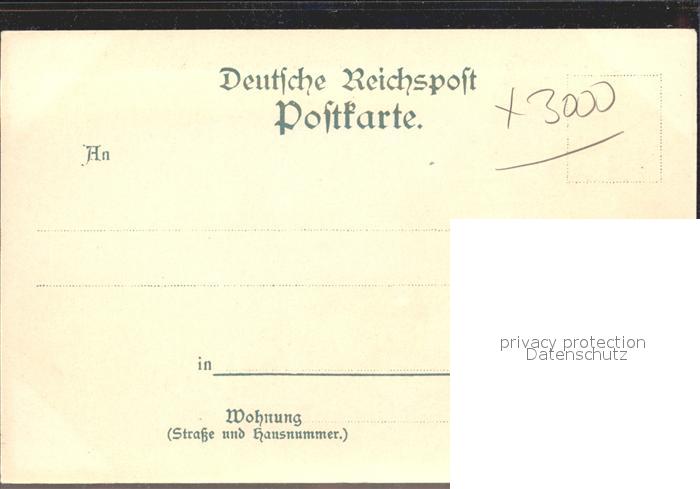 Deutsche Reichspost
Postkarte.
× 3000
An
privacy protection
Datenschutz
in
Wohnung
(Straße und Hausnummer.)